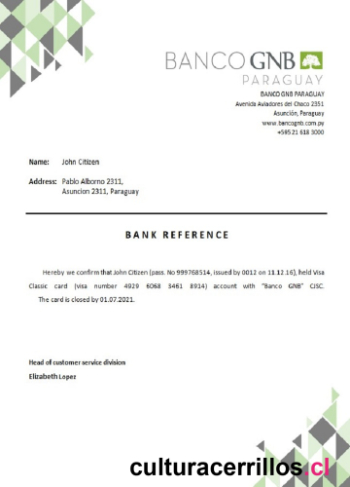 BANCO GNB
PARAGUAY
BANCO GNB PARAGUAY
Avenida Aviadores del Chaco 2351
Asunción, Paraguay
www.bancognb.com.py
+595 21 618 3000
Name: John Citizen
Address: Pablo Alborno 2311,
Asuncion 2311, Paraguay
BANK REFERENCE
Hereby we confirm that John Citizen (pass. No 999768514, issued by 0012 on 11.12.16), held Visa
Classic card (visa number 4929 6068 5461 8914) account with "Banco GNB" CJSC.
The card is closed by 01.07.2021.
Head of customer service division
Elizabeth Lopez
culturacerrillos.cl